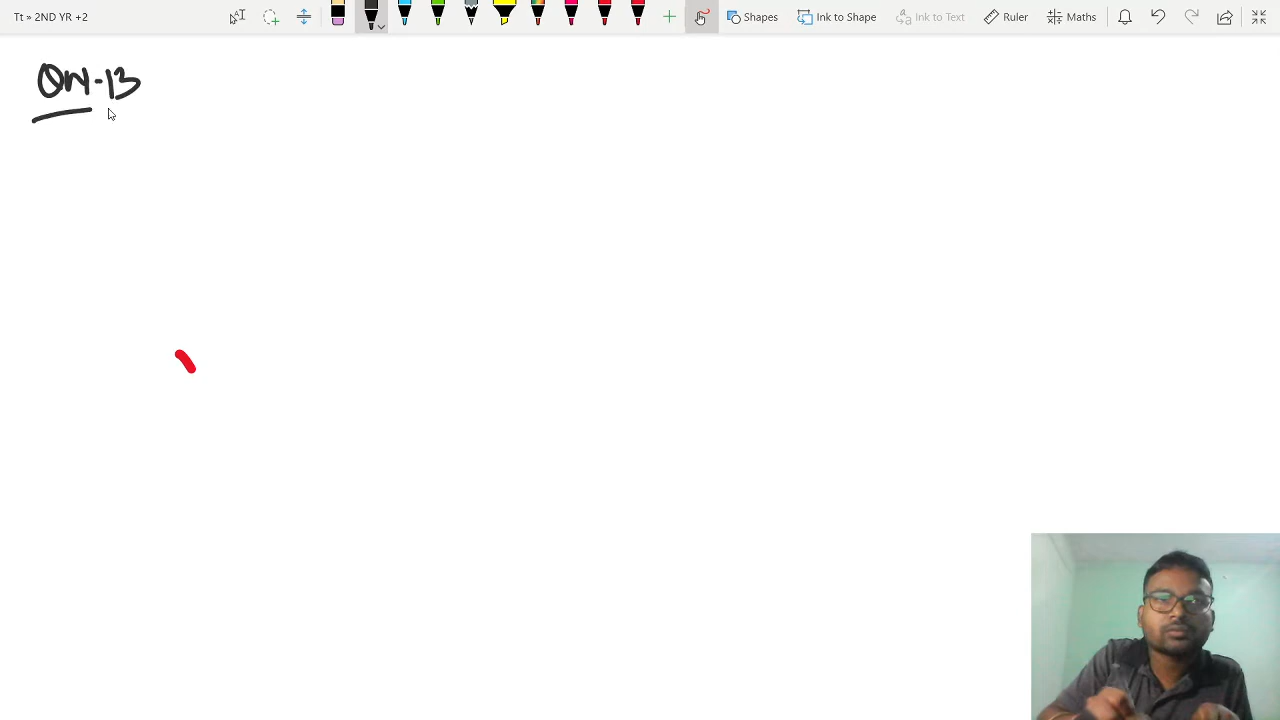 Tt » 2ND YR +2
Shapes
Ink to Shape
Ink to Text
Ruler
Maths
QN-13